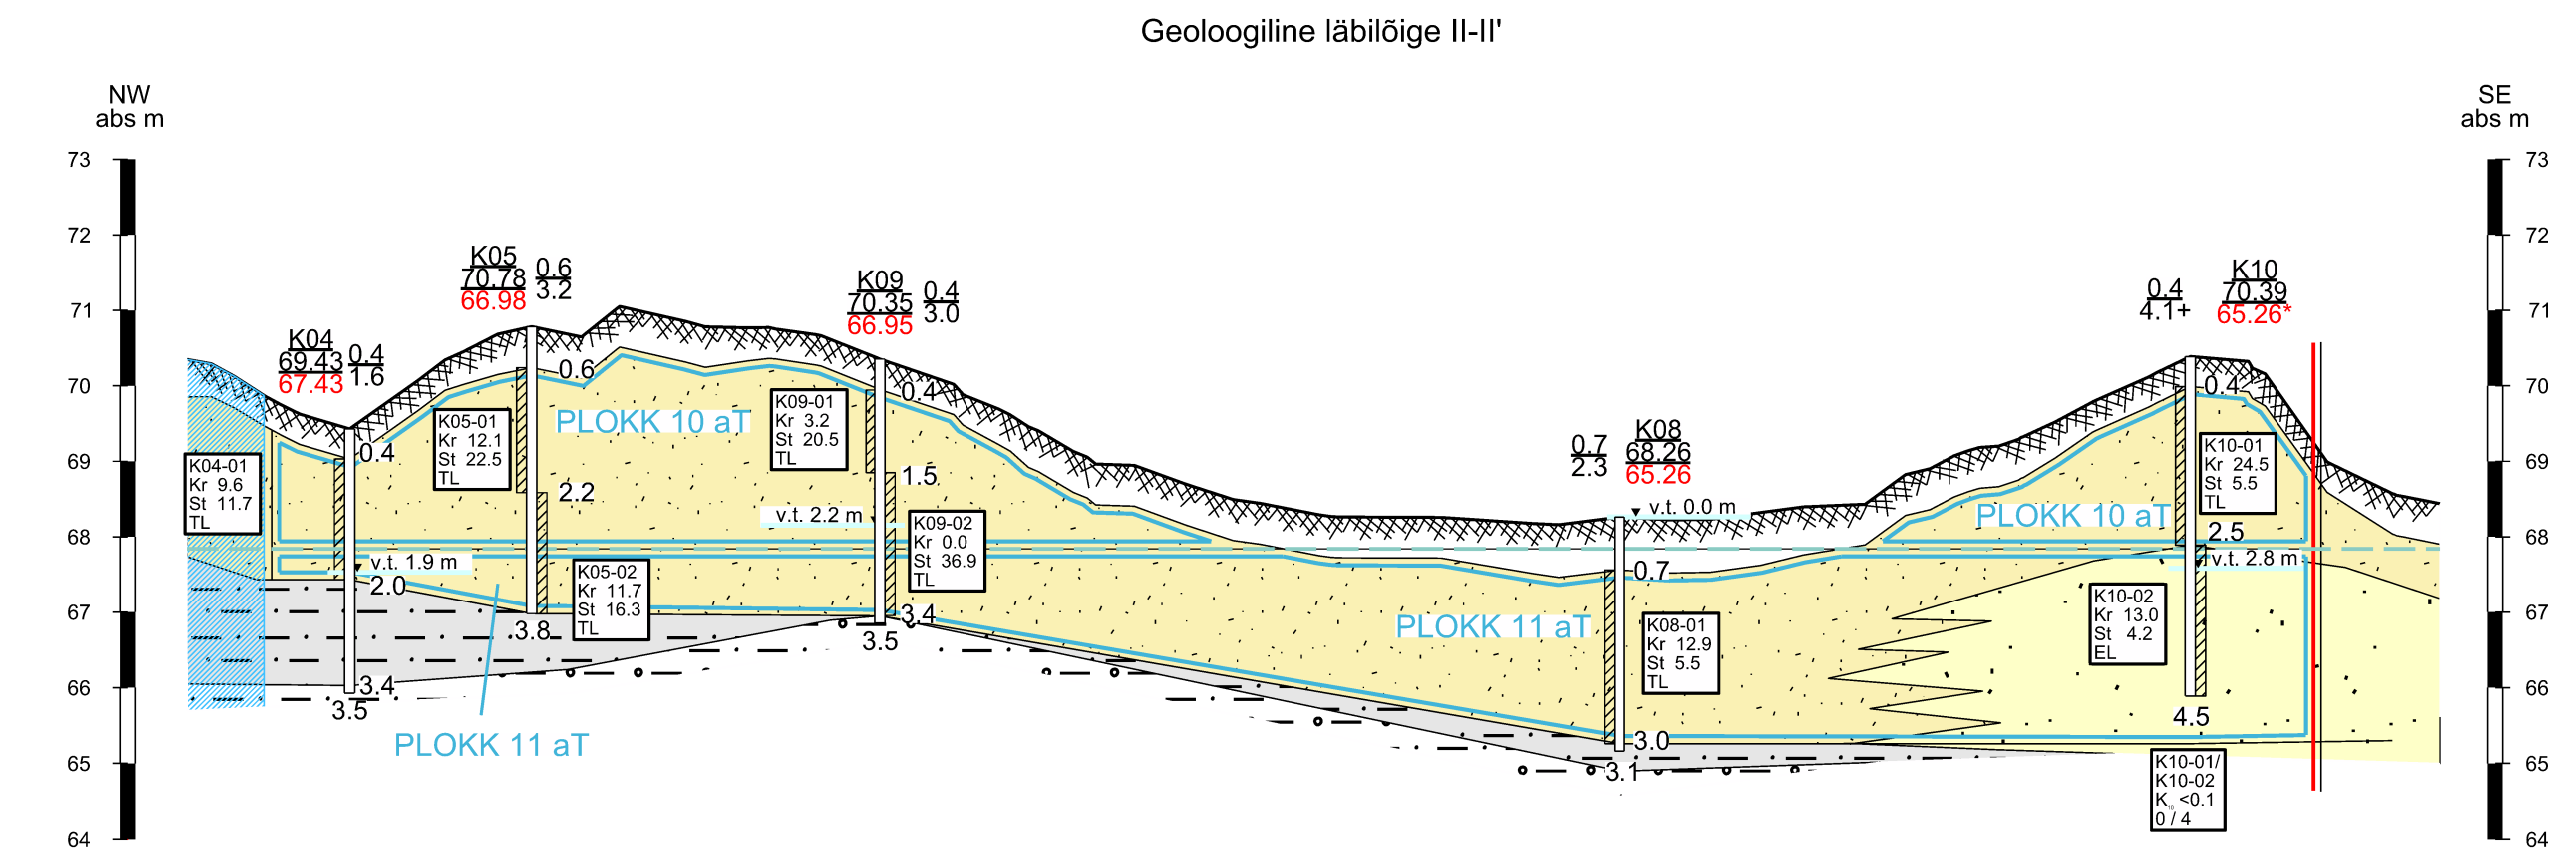 Geoloogiline läbilõige II-II'
NW
abs m
SE
abs m
73
72
71
70
69
68
67
66
65
64
73
72
71
70
69
68
67
66
65
64
K04
69.43
67.43
0.4
1.6
K05
70.78
66.98
0.6
3.2
K09
70.35
66.95
0.4
3.0
0.7
2.3
K08
68.26
65.26
0.4
4.1+
K10
70.39
65.26*
K04-01
Kr 9.6
St 11.7
TL
0.4
v.t. 1.9 m
2.0
3.4
3.5
K05-01
Kr 12.1
St 22.5
TL
0.6
2.2
3.8
K05-02
Kr 11.7
St 16.3
TL
PLOKK 10 aT
PLOKK 11 aT
K09-01
Kr 3.2
St 20.5
TL
0.4
1.5
v.t. 2.2 m
K09-02
Kr 0.0
St 36.9
TL
3.4
3.5
v.t. 0.0 m
0.7
PLOKK 11 aT
K08-01
Kr 12.9
St 5.5
TL
3.0
3.1
PLOKK 10 aT
0.4
K10-01
Kr 24.5
St 5.5
TL
2.5
v.t. 2.8 m
K10-02
Kr 13.0
St 4.2
EL
4.5
K10-01/
K10-02
K <0.1
0 / 4